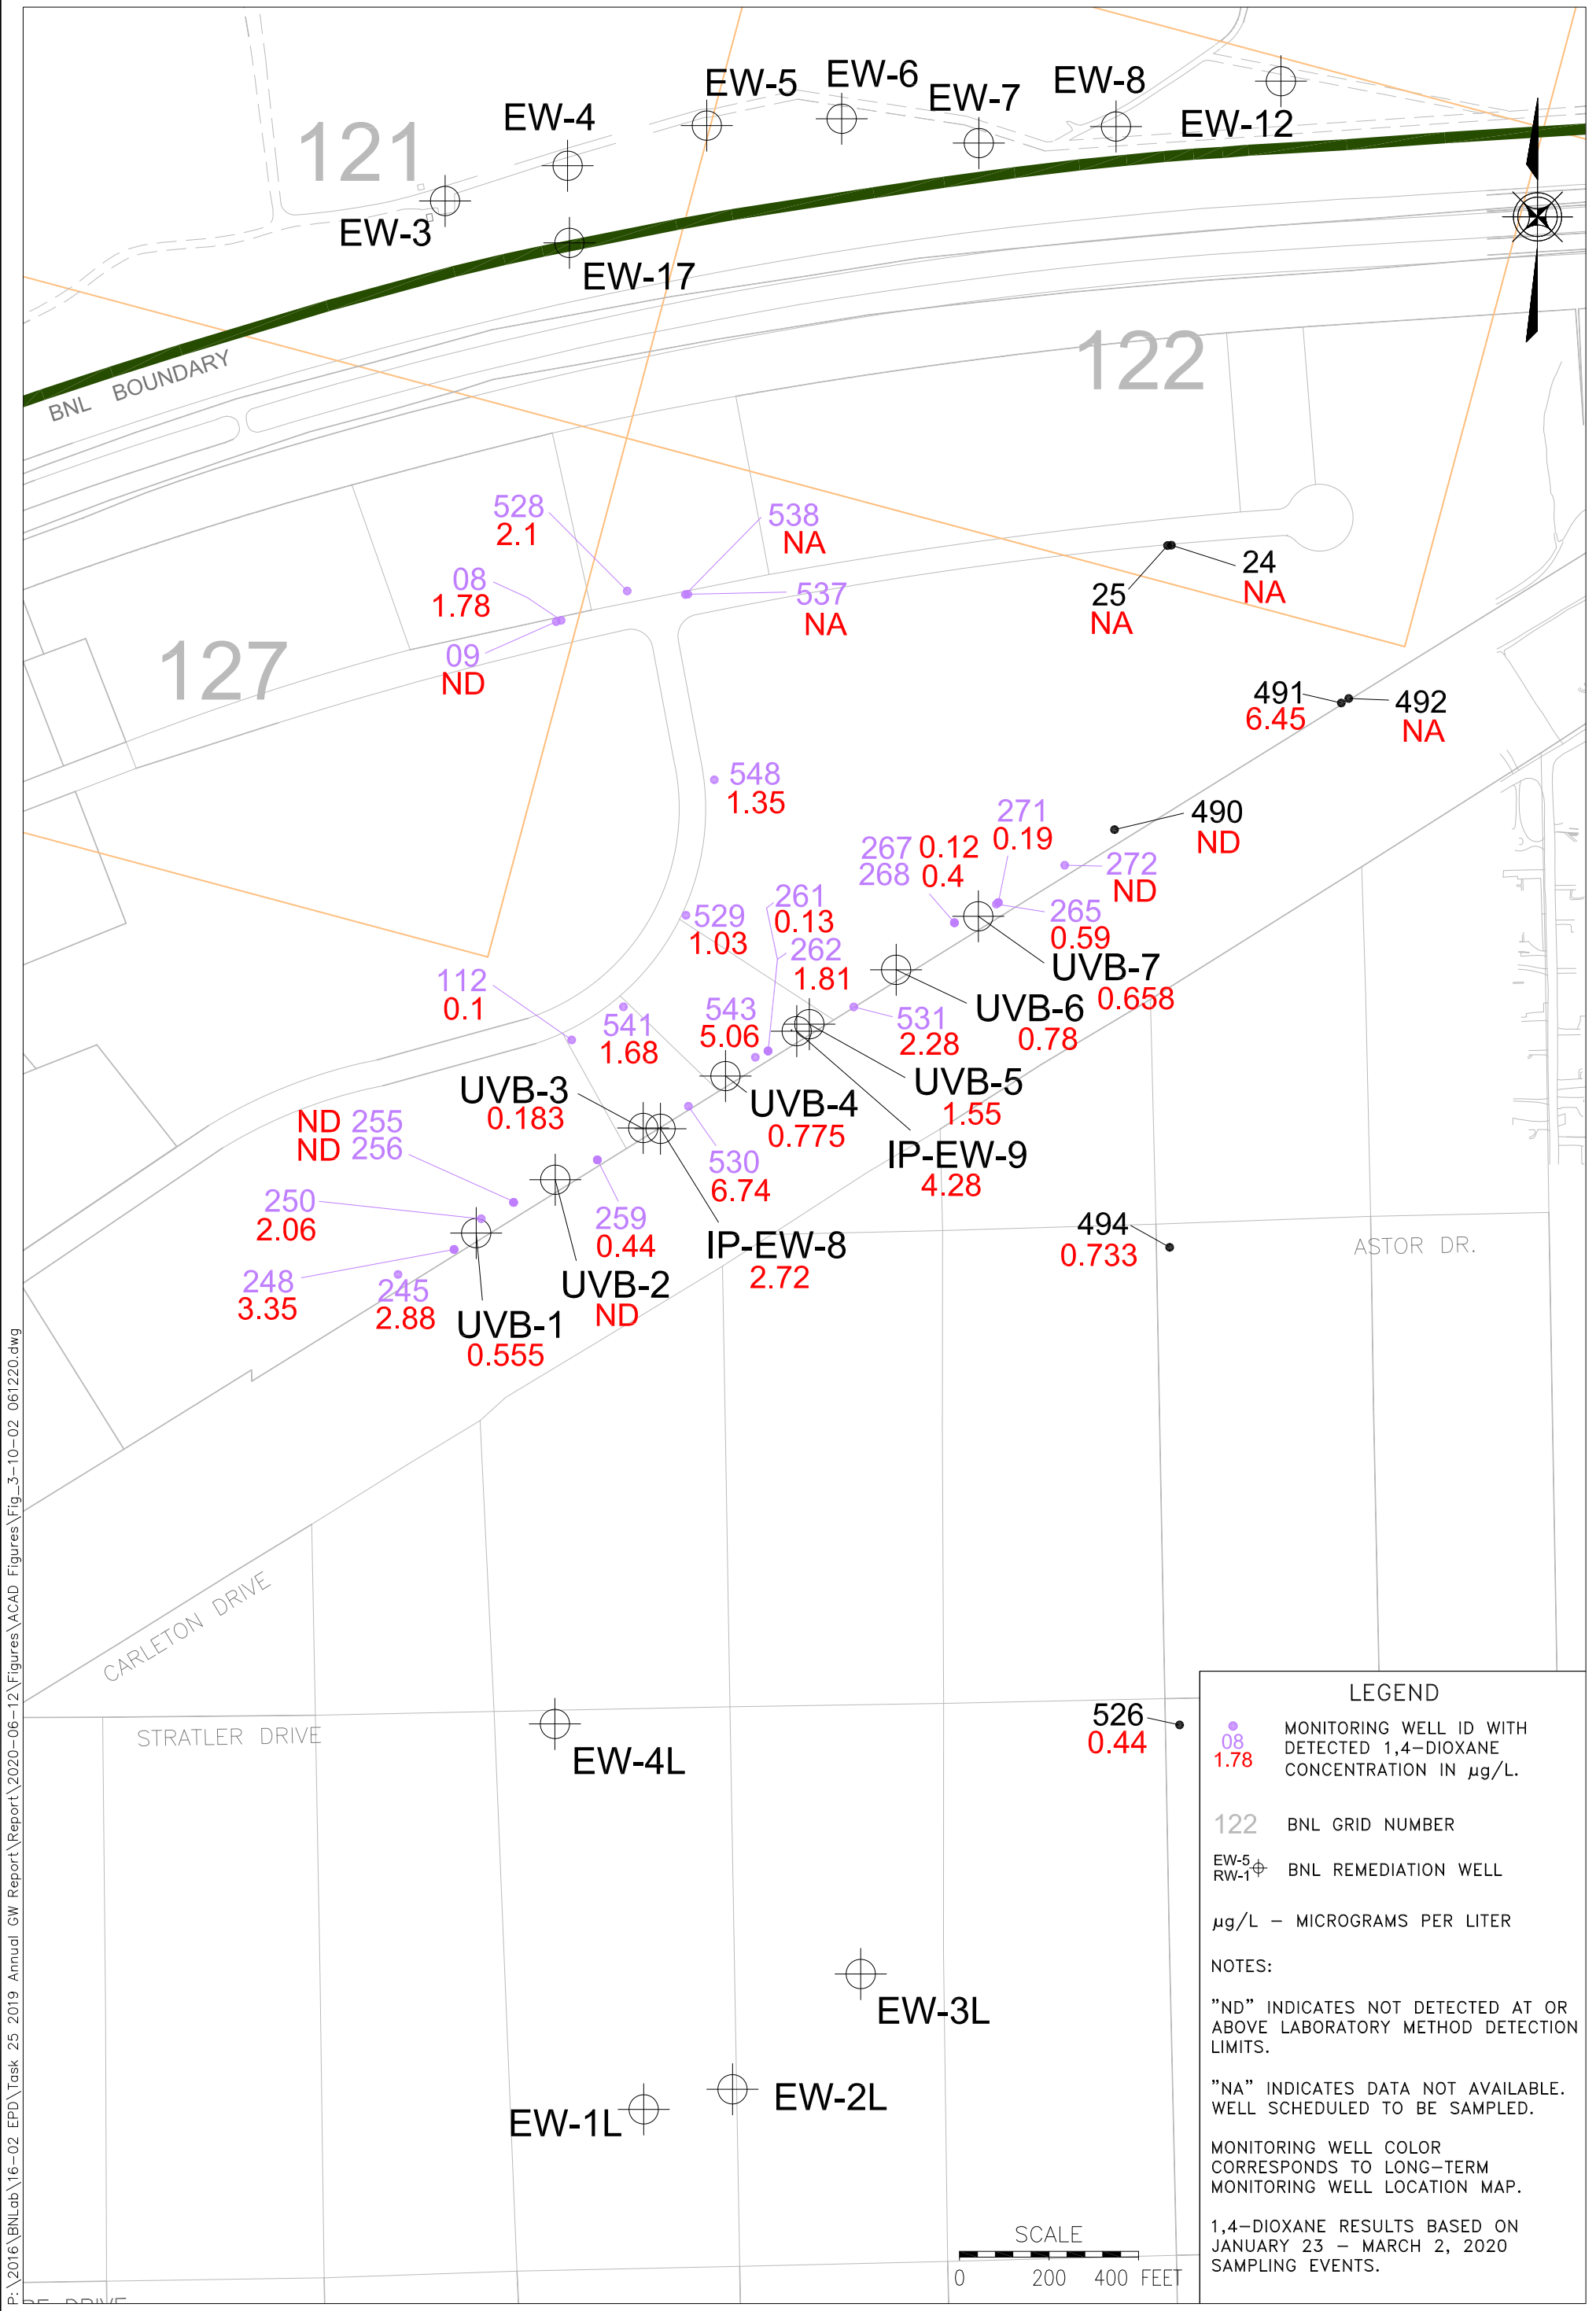 EW-5
EW-6
EW-7
EW-8
EW-12
EW-4
121
EW-3
EW-17
BNL BOUNDARY
122
528
2.1
538
NA
537
NA
08
1.78
09
ND
127
24
NA
25
NA
491
6.45
492
NA
548
1.35
490
ND
271
0.19
267 0.12
268 0.4
272
ND
265
0.59
261
0.13
262
1.81
529
1.03
UVB-7
0.658
112
0.1
541
1.68
543
5.06
531
2.28
UVB-6
0.78
UVB-3
0.183
UVB-5
1.55
UVB-4
0.775
ND 255
ND 256
IP-EW-9
4.28
530
6.74
250
2.06
259
0.44
IP-EW-8
2.72
494
0.733
ASTOR DR.
248
3.35
245
2.88
UVB-2
ND
UVB-1
0.555
CARLETON DRIVE
STRATLER DRIVE
EW-4L
526
0.44
EW-3L
EW-2L
EW-1L
SCALE
0 200 400 FEET
LEGEND
08
1.78
MONITORING WELL ID WITH
DETECTED 1,4-DIOXANE
CONCENTRATION IN µg/L.
122 BNL GRID NUMBER
EW-5
RW-1
BNL REMEDIATION WELL
µg/L - MICROGRAMS PER LITER
NOTES:
"ND" INDICATES NOT DETECTED AT OR
ABOVE LABORATORY METHOD DETECTION
LIMITS.
"NA" INDICATES DATA NOT AVAILABLE.
WELL SCHEDULED TO BE SAMPLED.
MONITORING WELL COLOR
CORRESPONDS TO LONG-TERM
MONITORING WELL LOCATION MAP.
1,4-DIOXANE RESULTS BASED ON
JANUARY 23 - MARCH 2, 2020
SAMPLING EVENTS.
P:\2016\BNLab\16-02 EPD\Task 25 2019 Annual GW Report\Report\2020-06-12\Figures\ACAD Figures\Fig_3-10-02 061220.dwg
DRIVE